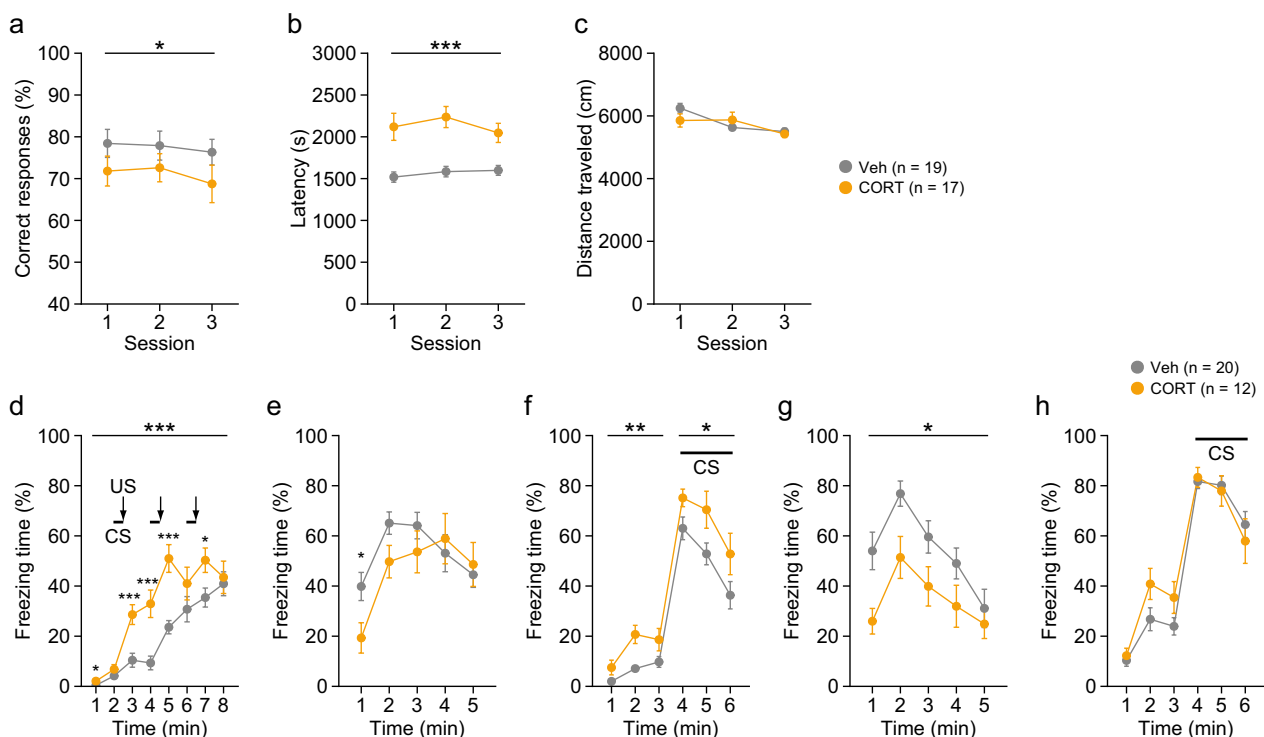 a
*
100
90
80
70
60
50
40
Correct responses (%)
1 2 3
Session
b
***
3000
2500
2000
1500
1000
500
0
Latency (s)
1 2 3
Session
c
8000
6000
4000
2000
0
Distance traveled (cm)
1 2 3
Session
Veh (n = 19)
CORT (n = 17)
Veh (n = 20)
CORT (n = 12)
d
***
100
80
60
40
20
0
Freezing time (%)
US
CS
* *** *** *** *
1 2 3 4 5 6 7 8
Time (min)
e
100
80
60
40
20
0
Freezing time (%)
*
1 2 3 4 5
Time (min)
f
** *
CS
100
80
60
40
20
0
Freezing time (%)
1 2 3 4 5 6
Time (min)
g
*
100
80
60
40
20
0
Freezing time (%)
1 2 3 4 5
Time (min)
h
CS
100
80
60
40
20
0
Freezing time (%)
1 2 3 4 5 6
Time (min)